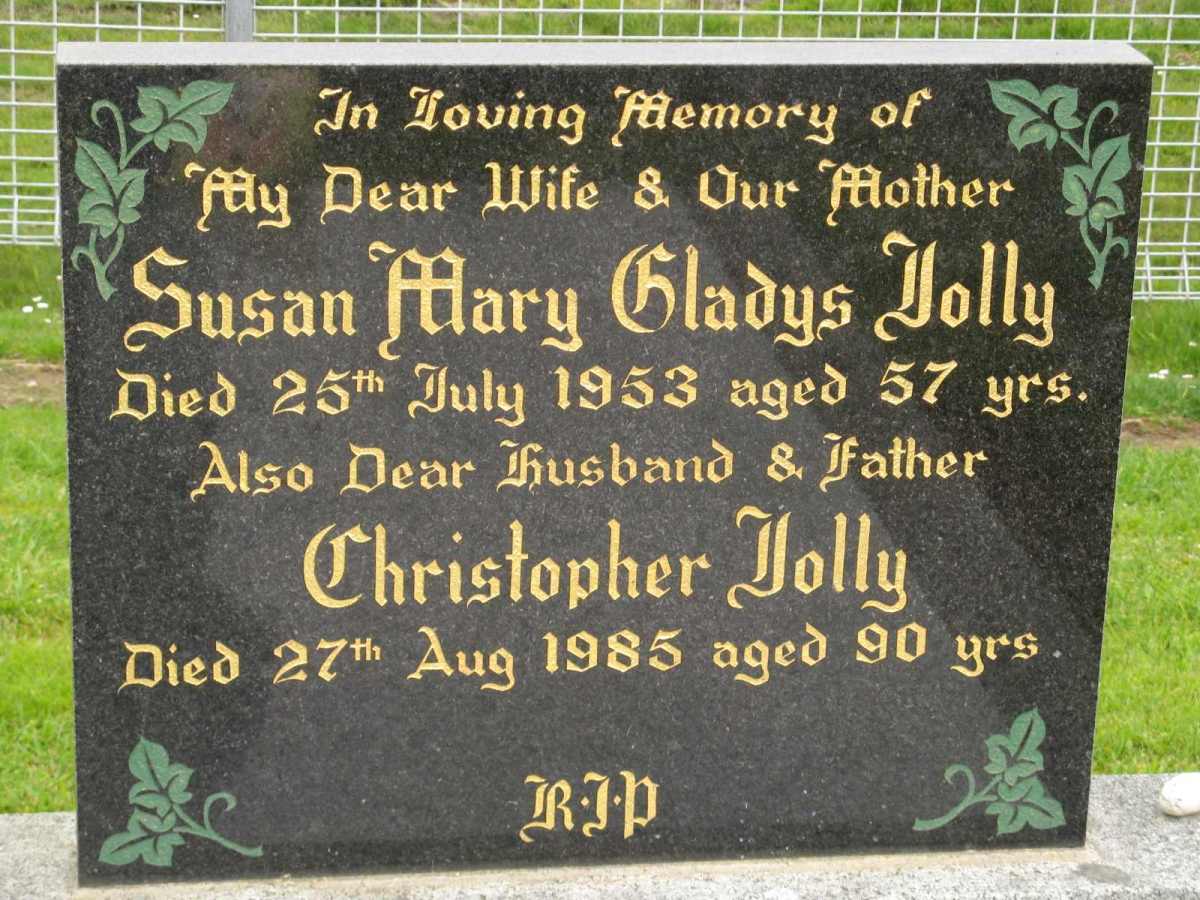 In Loving Memory of
My Dear Wife & Our Mother
Susan Mary Gladys Jolly
Died 25th July 1953 aged 57 yrs.
Also Dear Husband & Father
Christopher Jolly
Died 27th Aug 1985 aged 90 yrs
R·I·P